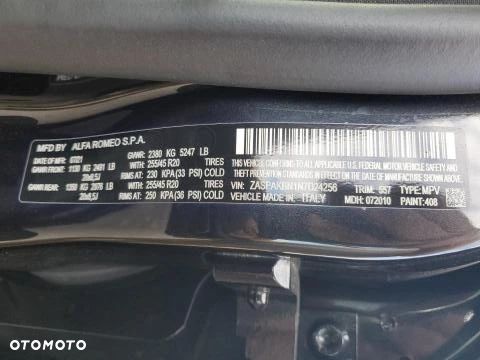 MFD BY ALFA ROMEO S.P.A.
DATE OF MFR: 07/21 GVWR: 2380 KG 5247 LB
GAWR FRONT: 1130 KG 2491 LB WITH: 255/45 R20 TIRES
RIMS AT: 230 KPA(33 PSI) COLD
GAWR REAR: KG LB WITH: 255/45 R20 TIRES
RIMS AT: 250 KPA(36 PSI) COLD
THIS VEHICLE CONFORMS TO ALL APPLICABLE U.S.A.
FEDERAL MOTOR VEHICLE SAFETY, BUMPER AND THEFT PREVENTION STANDARDS IN EFFECT ON THE DATE OF MANUFACTURE SHOWN ABOVE
VIN: TRIM: 557 TYPE: MPV
VEHICLE MADE IN: ITALY MDH: 072010 PAINT: 408
OTOMOTO
OTOMOTO